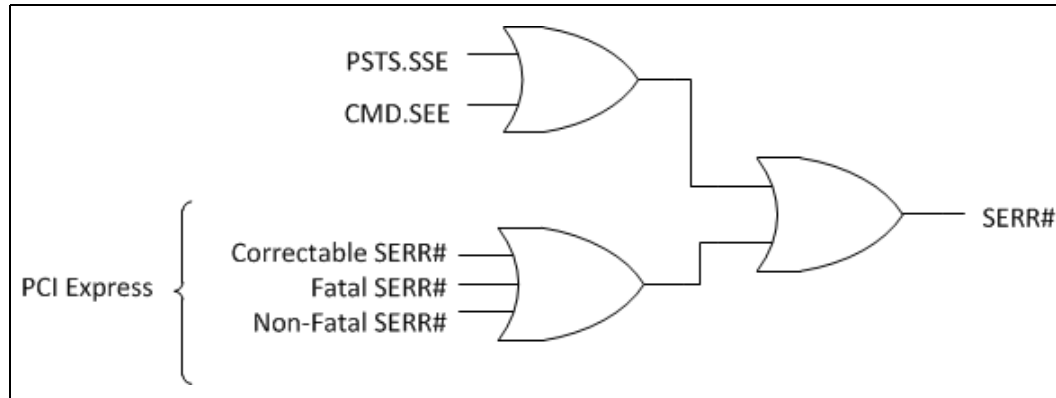 PSTS.SSE
CMD.SEE
SERR#
PCI Express
Correctable SERR#
Fatal SERR#
Non-Fatal SERR#